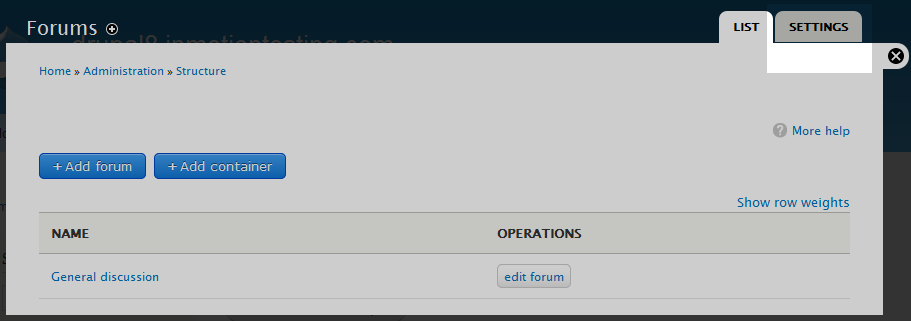 Forums
LIST
SETTINGS
Home » Administration » Structure
More help
+ Add forum
+ Add container
Show row weights
NAME
OPERATIONS
General discussion
edit forum